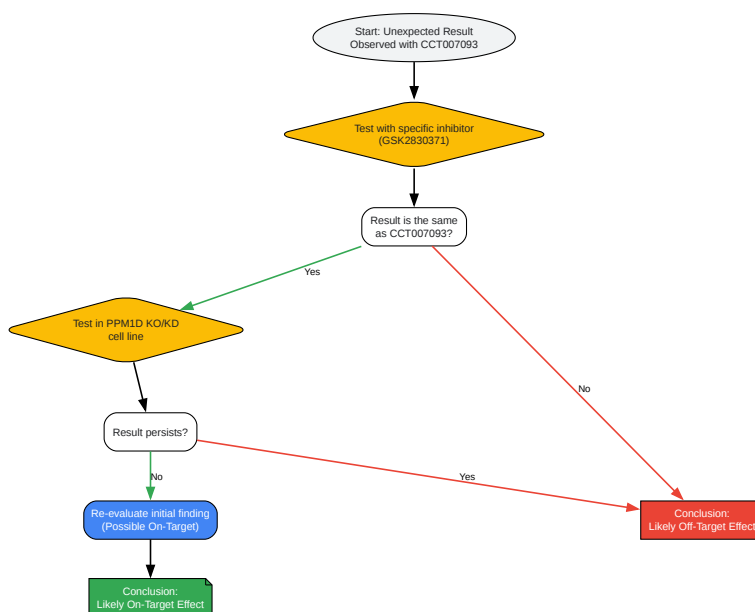 Start: Unexpected Result
Observed with CCT007093
Test with specific inhibitor
(GSK2830371)
Result is the same
as CCT007093?
Yes
Test in PPM1D KO/KD
cell line
No
Result persists?
Yes
No
Re-evaluate initial finding
(Possible On-Target)
Conclusion:
Likely Off-Target Effect
Conclusion:
Likely On-Target Effect